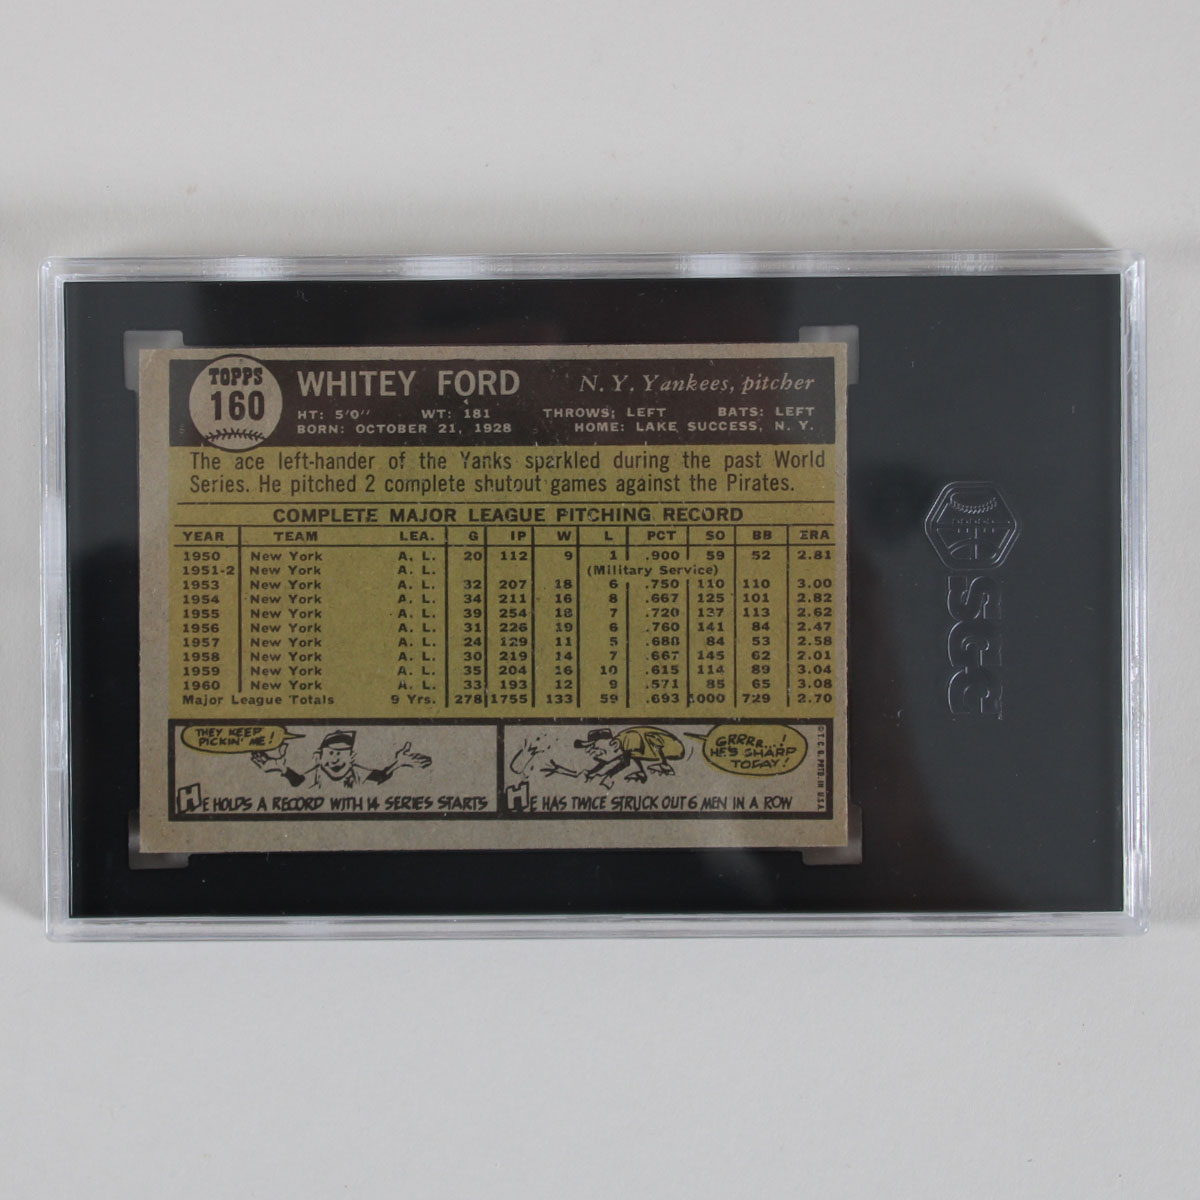 TOPPS
160
WHITEY FORD
N. Y. Yankees, pitcher
HT: 5'0" WT: 181 THROWS: LEFT BATS: LEFT
BORN: OCTOBER 21, 1928 HOME: LAKE SUCCESS, N. Y.
The ace left-hander of the Yanks sparkled during the past World
Series. He pitched 2 complete shutout games against the Pirates.
COMPLETE MAJOR LEAGUE PITCHING RECORD
YEAR TEAM LEA. G IP W L PCT SO BB ERA
1950 New York A. L. 20 112 9 1 .900 59 52 2.81
1951-2 New York A. L. (Military Service)
1953 New York A. L. 32 207 18 6 .750 110 110 3.00
1954 New York A. L. 34 211 16 8 .667 125 101 2.82
1955 New York A. L. 39 254 18 7 .720 137 113 2.62
1956 New York A. L. 31 226 19 6 .760 141 84 2.47
1957 New York A. L. 24 129 11 5 .688 84 53 2.58
1958 New York A. L. 30 219 14 7 .667 145 62 2.01
1959 New York A. L. 35 204 16 10 .615 114 89 3.04
1960 New York A. L. 33 193 12 9 .571 85 65 3.08
Major League Totals 9 Yrs. 278 1755 133 59 .693 1000 729 2.70
THEY KEEP
PICKIN' ME!
HE HOLDS A RECORD WITH 14 SERIES STARTS
GRRRR...!
HE'S SHARP
TODAY!
HE HAS TWICE STRUCK OUT 6 MEN IN A ROW
©T.C.G. PRTD. IN U.S.A.
SGC